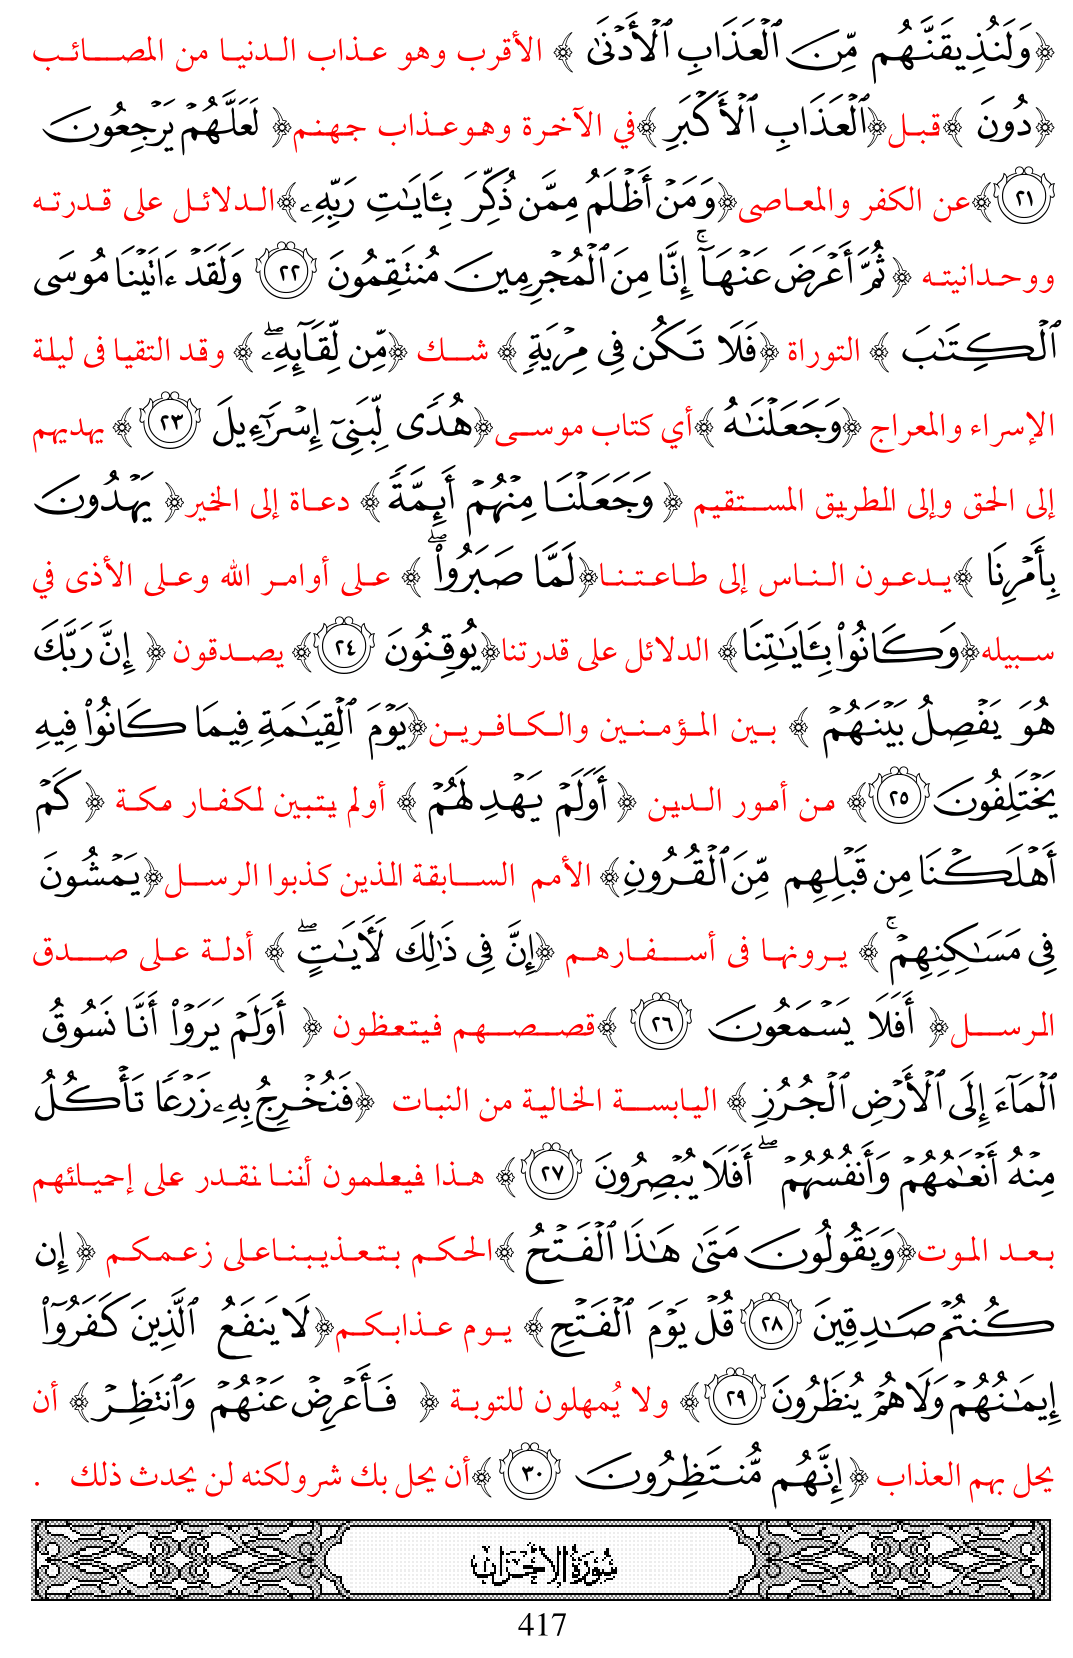 ﴿وَلَنُذِيقَنَّهُم مِّنَ ٱلْعَذَابِ ٱلْأَدْنَىٰ ﴾ الأقرب وهو عذاب الدنيا من المصائب
﴿دُونَ ﴾قبل﴿ٱلْعَذَابِ ٱلْأَكْبَرِ ﴾في الآخرة وهوعذاب جهنم﴿ لَعَلَّهُمْ يَرْجِعُونَ
٢١﴾عن الكفر والمعاصى﴿وَمَنْ أَظْلَمُ مِمَّن ذُكِّرَ بِـَٔايَٰتِ رَبِّهِۦ﴾الدلائل على قدرته
ووحدانيته ﴿ثُمَّ أَعْرَضَ عَنْهَآ ۚ إِنَّا مِنَ ٱلْمُجْرِمِينَ مُنتَقِمُونَ ٢٢ وَلَقَدْ ءَاتَيْنَا مُوسَى
ٱلْكِتَٰبَ ﴾ التوراة ﴿فَلَا تَكُن فِى مِرْيَةٍ ﴾ شك ﴿مِّن لِّقَآئِهِۦ ۖ ﴾ وقد التقيا فى ليلة
الإسراء والمعراج ﴿وَجَعَلْنَٰهُ ﴾أي كتاب موسى﴿هُدًى لِّبَنِىٓ إِسْرَٰٓءِيلَ ٢٣ ﴾ يهديهم
إلى الحق وإلى الطريق المستقيم ﴿ وَجَعَلْنَا مِنْهُمْ أَئِمَّةً ﴾ دعاة إلى الخير﴿ يَهْدُونَ
بِأَمْرِنَا ﴾يدعون الناس إلى طاعتنا﴿لَمَّا صَبَرُوا۟ ۖ ﴾ على أوامر الله وعلى الأذى في
سبيله﴿وَكَانُوا۟ بِـَٔايَٰتِنَا﴾ الدلائل على قدرتنا﴿يُوقِنُونَ ٢٤﴾ يصدقون ﴿ إِنَّ رَبَّكَ
هُوَ يَفْصِلُ بَيْنَهُمْ ﴾ بين المؤمنين والكافرين﴿يَوْمَ ٱلْقِيَٰمَةِ فِيمَا كَانُوا۟ فِيهِ
يَخْتَلِفُونَ ٢٥﴾ من أمور الدين ﴿ أَوَلَمْ يَهْدِ لَهُمْ ﴾ أولم يتبين لمكفار مكة ﴿ كَمْ
أَهْلَكْنَا مِن قَبْلِهِم مِّنَ ٱلْقُرُونِ﴾ الأمم السابقة الذين كذبوا الرسل﴿يَمْشُونَ
فِى مَسَٰكِنِهِمْ ۚ ﴾ يرونها فى أسفارهم ﴿إِنَّ فِى ذَٰلِكَ لَـَٔايَٰتٍ ۖ ﴾ أدلة على صدق
الرسل﴿ أَفَلَا يَسْمَعُونَ ٢٦ ﴾قصصهم فيتعظون ﴿ أَوَلَمْ يَرَوْا۟ أَنَّا نَسُوقُ
ٱلْمَآءَ إِلَى ٱلْأَرْضِ ٱلْجُرُزِ ﴾ اليابسة الخالية من النبات ﴿فَنُخْرِجُ بِهِۦ زَرْعًا تَأْكُلُ
مِنْهُ أَنْعَٰمُهُمْ وَأَنفُسُهُمْ ۖ أَفَلَا يُبْصِرُونَ ٢٧﴾ هذا فيعلمون أننا نقدر على إحيائهم
بعد الموت﴿وَيَقُولُونَ مَتَىٰ هَٰذَا ٱلْفَتْحُ ﴾الحكم بتعذيبناعلى زعمكم ﴿ إِن
كُنتُمْ صَٰدِقِينَ ٢٨ قُلْ يَوْمَ ٱلْفَتْحِ﴾ يوم عذابكم﴿لَا يَنفَعُ ٱلَّذِينَ كَفَرُوٓا۟
إِيمَٰنُهُمْ وَلَا هُمْ يُنظَرُونَ ٢٩﴾ ولا يُمهلون للتوبة ﴿ فَأَعْرِضْ عَنْهُمْ وَٱنتَظِرْ ﴾ أن
يحل بهم العذاب ﴿إِنَّهُم مُّنتَظِرُونَ ٣٠﴾أن يحل بك شر ولكنه لن يحدث ذلك .
سُورَةُ الأَحْزَابِ
417